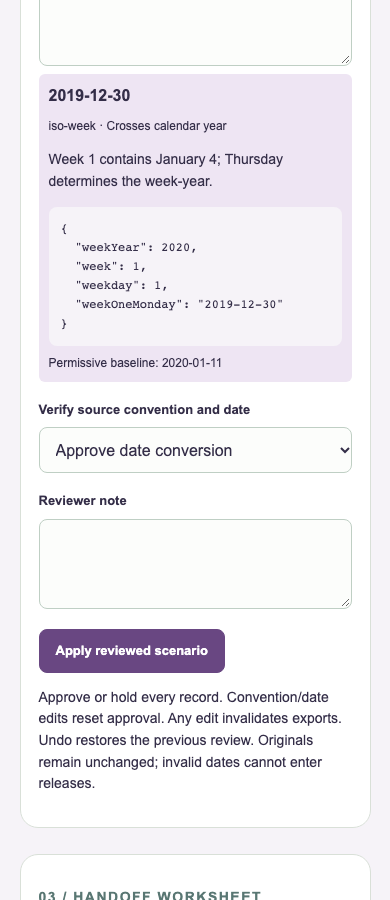 2019-12-30
iso-week · Crosses calendar year
Week 1 contains January 4; Thursday
determines the week-year.
{
"weekYear": 2020,
"week": 1,
"weekday": 1,
"weekOneMonday": "2019-12-30"
}
Permissive baseline: 2020-01-11
Verify source convention and date
Approve date conversion
Reviewer note
Apply reviewed scenario
Approve or hold every record. Convention/date
edits reset approval. Any edit invalidates exports.
Undo restores the previous review. Originals
remain unchanged; invalid dates cannot enter
releases.
03 / HANDOFF WORKSHEET